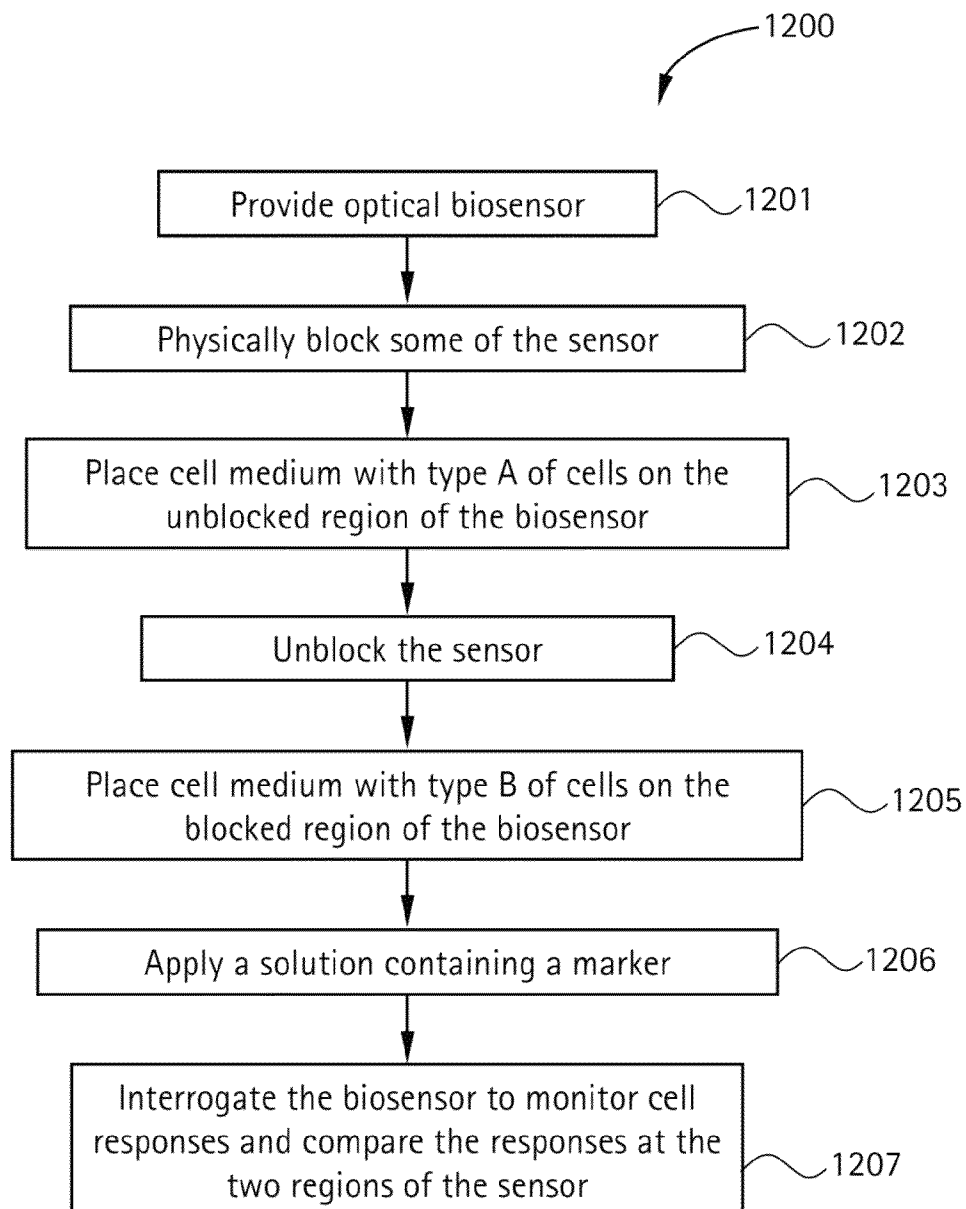 1200
Provide optical biosensor
1201
Physically block some of the sensor
1202
Place cell medium with type A of cells on the
unblocked region of the biosensor
1203
Unblock the sensor
1204
Place cell medium with type B of cells on the
blocked region of the biosensor
1205
Apply a solution containing a marker
1206
Interrogate the biosensor to monitor cell
responses and compare the responses at the
two regions of the sensor
1207